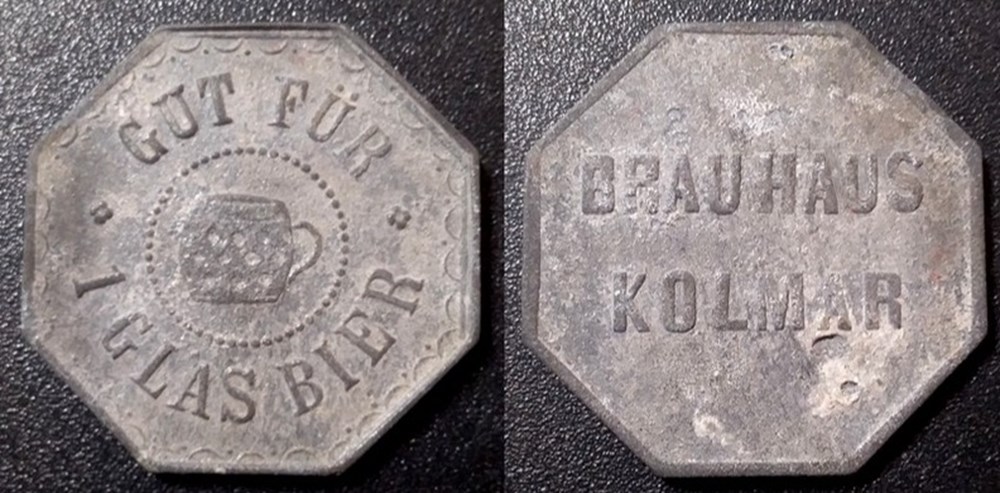 GUT FÜR
1 GLAS BIER
BRAUHAUS
KOLMAR